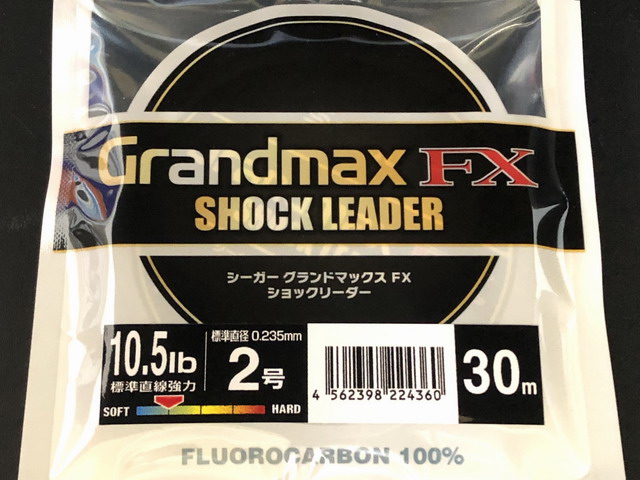 Grandmax FX
SHOCK LEADER
シーガー グランドマックス FX
ショックリーダー
10.5lb
標準直線強力
標準直径 0.235mm
2号
4 562398 224360
30m
SOFT HARD
FLUOROCARBON 100%